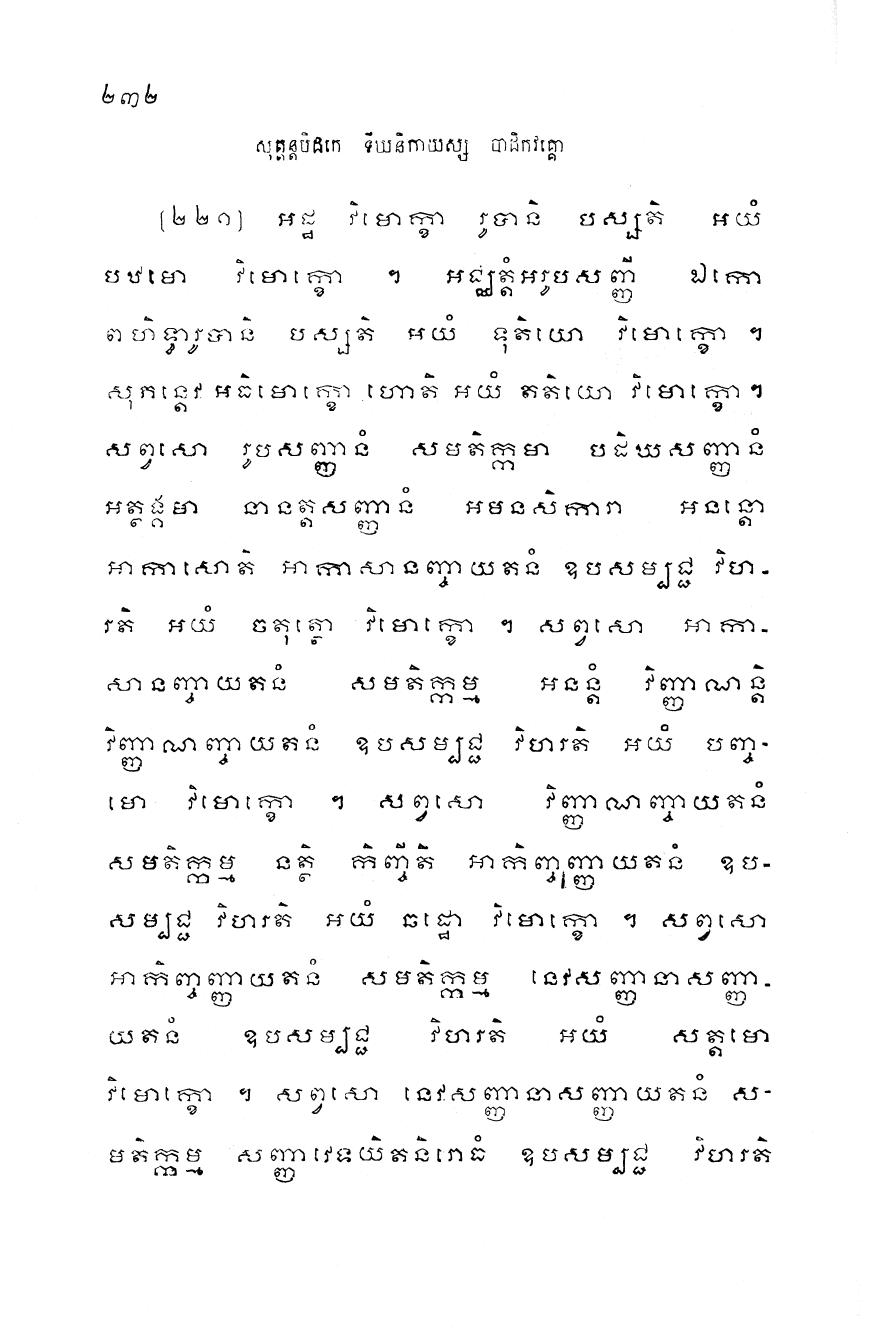 ២៣២
សុត្តន្តបិដកេ ទីឃនិកាយស្ស បាដិកវគ្គោ
[២២១] អដ្ឋ វិមោក្ខា រូបានិ បស្សតិ អយំ
បឋមោ វិមោក្ខោ ។ អជ្ឈត្តំអរូបសញ្ញី ឯកោ
ពហិទ្ធារូបានិ បស្សតិ អយំ ទុតិយោ វិមោក្ខោ ។
សុភន្តេវ អធិមោក្ខោ ហោតិ អយំ តតិយោ វិមោក្ខោ។
សព្វសោ រូបសញ្ញានំ សមតិក្កមា បដិឃសញ្ញានំ
អត្ថង្គមា នានត្តសញ្ញានំ អមនសិការា អនន្តោ
អាកាសោតិ អាកាសានញ្ចាយតនំ ឧបសម្បជ្ជ វិហ-
រតិ អយំ ចតុត្ថោ វិមោក្ខោ ។ សព្វសោ អាកា-
សានញ្ចាយតនំ សមតិក្កម្ម អនន្តំ វិញ្ញាណន្តិ
វិញ្ញាណញ្ចាយតនំ ឧបសម្បជ្ជ វិហរតិ អយំ បញ្ច-
មោ វិមោក្ខោ ។ សព្វសោ វិញ្ញាណញ្ចាយតនំ
សមតិក្កម្ម នត្ថិ កិញ្ចីតិ អាកិញ្ចញ្ញាយតនំ ឧប-
សម្បជ្ជ វិហរតិ អយំ ឆដ្ឋោ វិមោក្ខោ ។ សព្វសោ
អាកិញ្ចញ្ញាយតនំ សមតិក្កម្ម នេវសញ្ញានាសញ្ញា-
យតនំ ឧបសម្បជ្ជ វិហរតិ អយំ សត្តមោ
វិមោក្ខោ ។ សព្វសោ នេវសញ្ញានាសញ្ញាយតនំ ស-
មតិក្កម្ម សញ្ញាវេទយិតនិរោធំ ឧបសម្បជ្ជ វិហរតិ